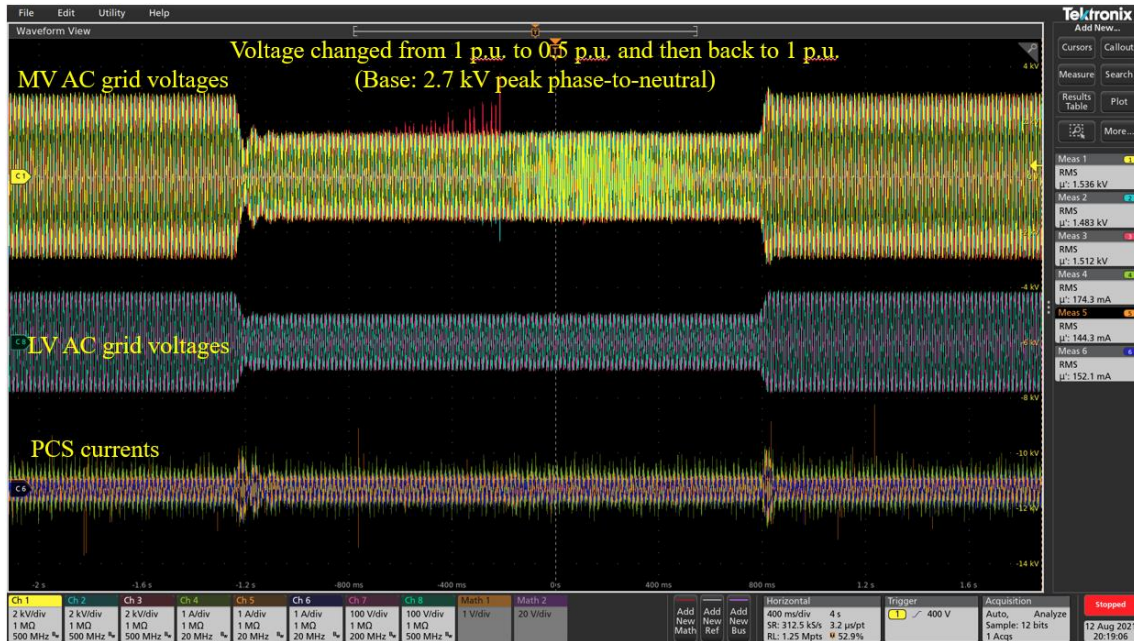 File Edit Utility Help
Tektronix
Waveform View
Add New...
Voltage changed from 1 p.u. to 0.5 p.u. and then back to 1 p.u.
(Base: 2.7 kV peak phase-to-neutral)
MV AC grid voltages
LV AC grid voltages
PCS currents
C 1
C 8
C 6
4 kV
-4 kV
-6 kV
-8 kV
-10 kV
-12 kV
-14 kV
-2 s -1.6 s -1.2 s -800 ms -400 ms 0 s 400 ms 800 ms 1.2 s 1.6 s
Cursors Callout
Measure Search
Results Table Plot
More...
Meas 1 1
RMS
µ': 1.536 kV
Meas 2 2
RMS
µ': 1.483 kV
Meas 3 3
RMS
µ': 1.512 kV
Meas 4 4
RMS
µ': 174.3 mA
Meas 5 5
RMS
µ': 144.3 mA
Meas 6 6
RMS
µ': 152.1 mA
Ch 1 Ch 2 Ch 3 Ch 4 Ch 5 Ch 6 Ch 7 Ch 8 Math 1 Math 2
2 kV/div 2 kV/div 2 kV/div 1 A/div 1 A/div 1 A/div 100 V/div 100 V/div 1 V/div 20 V/div
1 MΩ 1 MΩ 1 MΩ 1 MΩ 1 MΩ 1 MΩ 1 MΩ 1 MΩ
500 MHz 500 MHz 500 MHz 20 MHz 20 MHz 20 MHz 200 MHz 500 MHz
Add New Math
Add New Ref
Add New Bus
Horizontal
400 ms/div 4 s
SR: 312.5 kS/s 3.2 µs/pt
RL: 1.25 Mpts 52.9%
Trigger
1 400 V
Acquisition
Auto, Analyze
Sample: 12 bits
1 Acqs
Stopped
12 Aug 2021
20:19:06